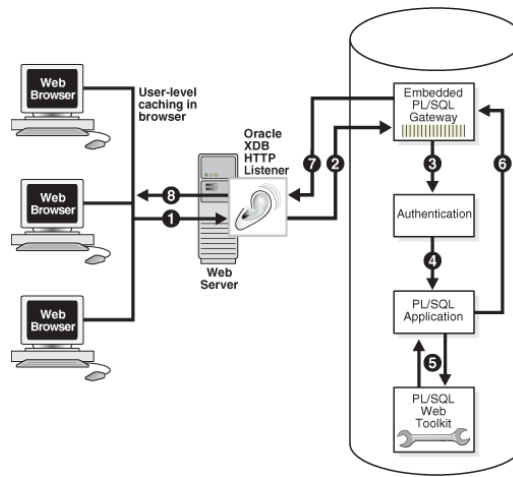 Web
Browser
User-level
caching in
browser
Web
Browser
Web
Browser
Oracle
XDB
HTTP
Listener
8
1
Web
Server
7
2
Embedded
PL/SQL
Gateway
3
6
Authentication
4
PL/SQL
Application
5
PL/SQL
Web
Toolkit